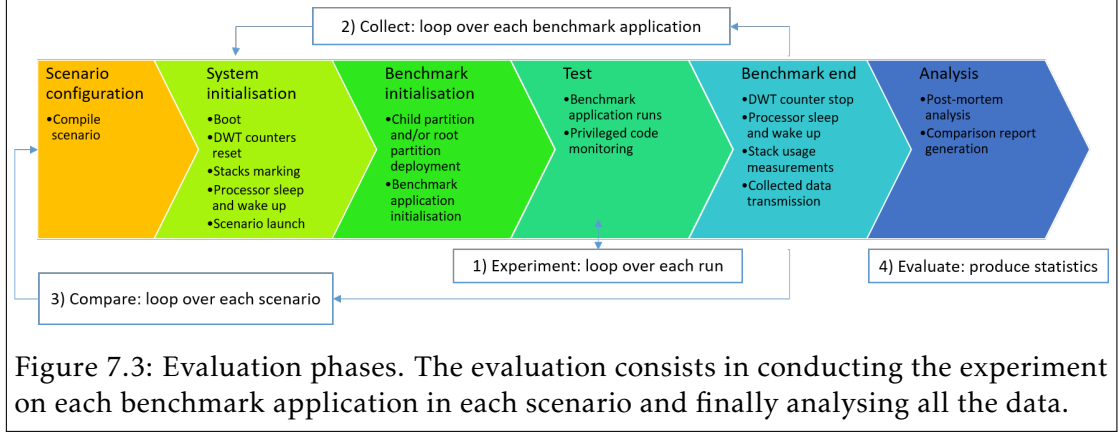 2) Collect: loop over each benchmark application
Scenario
configuration
•Compile
scenario
System
initialisation
•Boot
•DWT counters
reset
•Stacks marking
•Processor sleep
and wake up
•Scenario launch
Benchmark
initialisation
•Child partition
and/or root
partition
deployment
•Benchmark
application
initialisation
Test
•Benchmark
application runs
•Privileged code
monitoring
Benchmark end
•DWT counter stop
•Processor sleep
and wake up
•Stack usage
measurements
•Collected data
transmission
Analysis
•Post-mortem
analysis
•Comparison report
generation
1) Experiment: loop over each run
4) Evaluate: produce statistics
3) Compare: loop over each scenario
Figure 7.3: Evaluation phases. The evaluation consists in conducting the experiment
on each benchmark application in each scenario and finally analysing all the data.